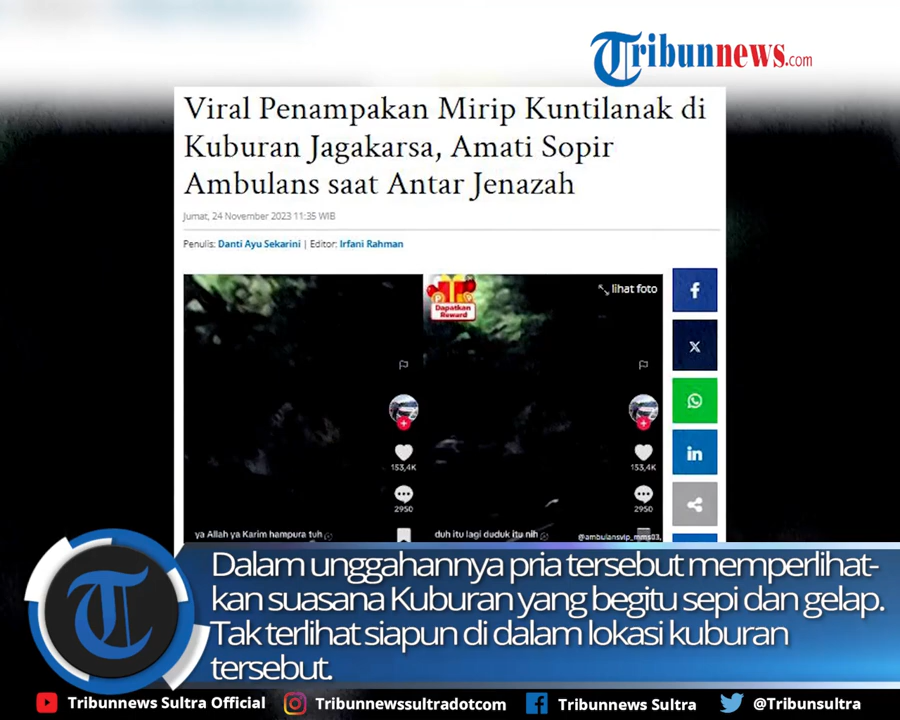 Tribunnews.com
Viral Penampakan Mirip Kuntilanak di
Kuburan Jagakarsa, Amati Sopir
Ambulans saat Antar Jenazah
Jumat, 24 November 2023 11:35 WIB
Penulis: Danti Ayu Sekarini | Editor: Irfani Rahman
Dapatkan
Reward
lihat foto
153,4K
153,4K
2950
2950
ya Allah ya Karim hampura tuh
duh itu lagi duduk itu nih
@ambulansvip_mms03,
f
X
in
T
Dalam unggahannya pria tersebut memperlihat-
kan suasana Kuburan yang begitu sepi dan gelap.
Tak terlihat siapun di dalam lokasi kuburan
tersebut.
Tribunnews Sultra Official
Tribunnewssultradotcom
Tribunnews Sultra
@Tribunsultra